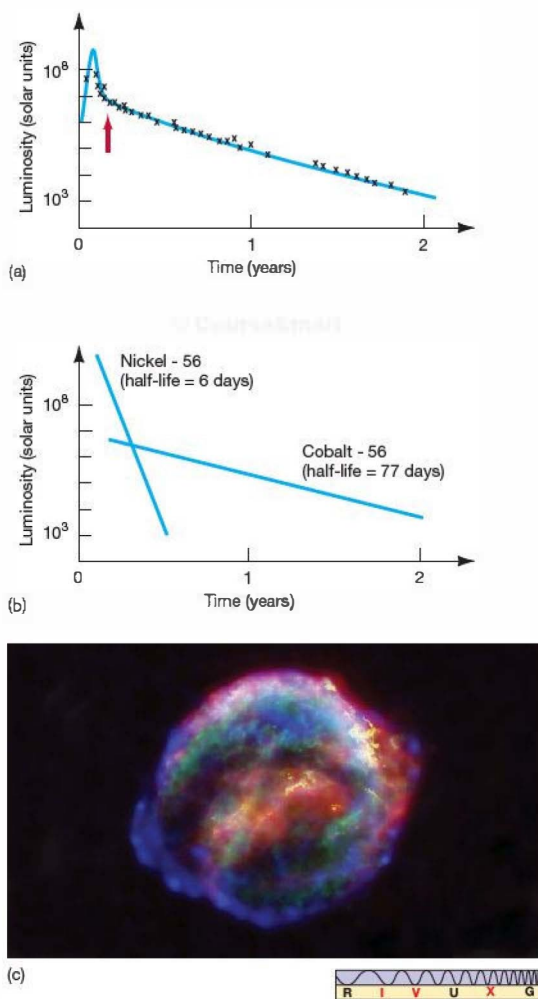 Luminosity (solar units)
10⁸
10³
0
1
2
Time (years)
(a)
© CourseSmart
Nickel - 56
(half-life = 6 days)
Cobalt - 56
(half-life = 77 days)
Luminosity (solar units)
10⁸
10³
0
1
2
Time (years)
(b)
(c)
R I V U X G